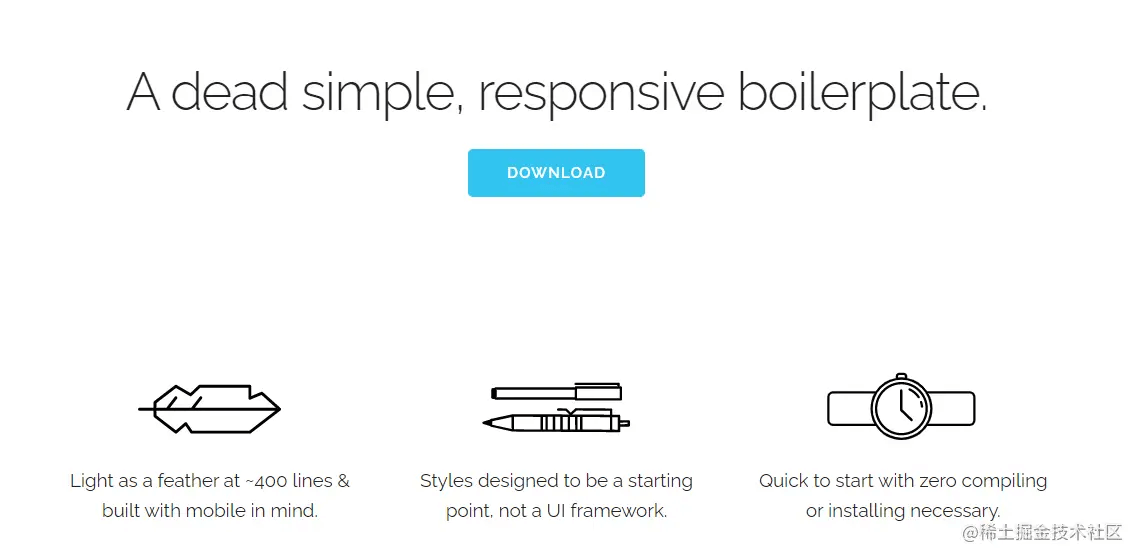 A dead simple, responsive boilerplate.
DOWNLOAD
Light as a feather at ~400 lines &
built with mobile in mind.
Styles designed to be a starting
point, not a UI framework.
Quick to start with zero compiling
or installing necessary.
@稀土掘金技术社区